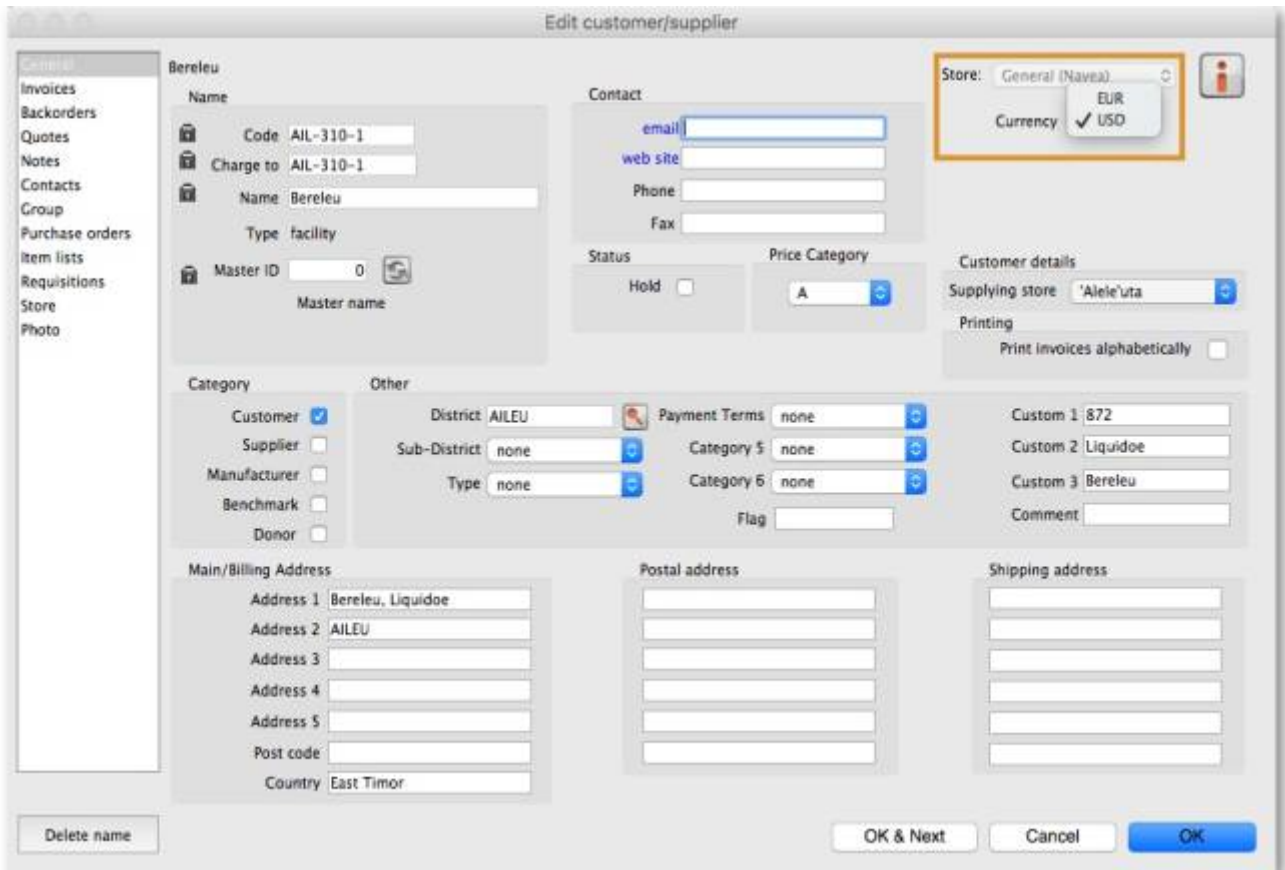 Edit customer/supplier
General
Invoices
Backorders
Quotes
Notes
Contacts
Group
Purchase orders
Item lists
Requisitions
Store
Photo
Bereleu
Name
Code AIL-310-1
Charge to AIL-310-1
Name Bereleu
Type facility
Master ID 0
Master name
Contact
email
web site
Phone
Fax
Store: General (Navea)
EUR
Currency ✓ USD
Status
Hold
Price Category
A
Customer details
Supplying store 'Alele'uta
Printing
Print invoices alphabetically
Category
Customer
Supplier
Manufacturer
Benchmark
Donor
Other
District AILEU
Sub-District none
Type none
Payment Terms none
Category 5 none
Category 6 none
Flag
Custom 1 872
Custom 2 Liquidoe
Custom 3 Bereleu
Comment
Main/Billing Address
Address 1 Bereleu, Liquidoe
Address 2 AILEU
Address 3
Address 4
Address 5
Post code
Country East Timor
Postal address
Shipping address
Delete name
OK & Next
Cancel
OK